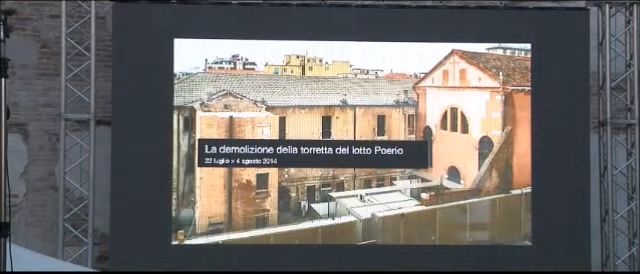 La demolizione della torretta del lotto Poerio
22 luglio > 4 agosto 2014